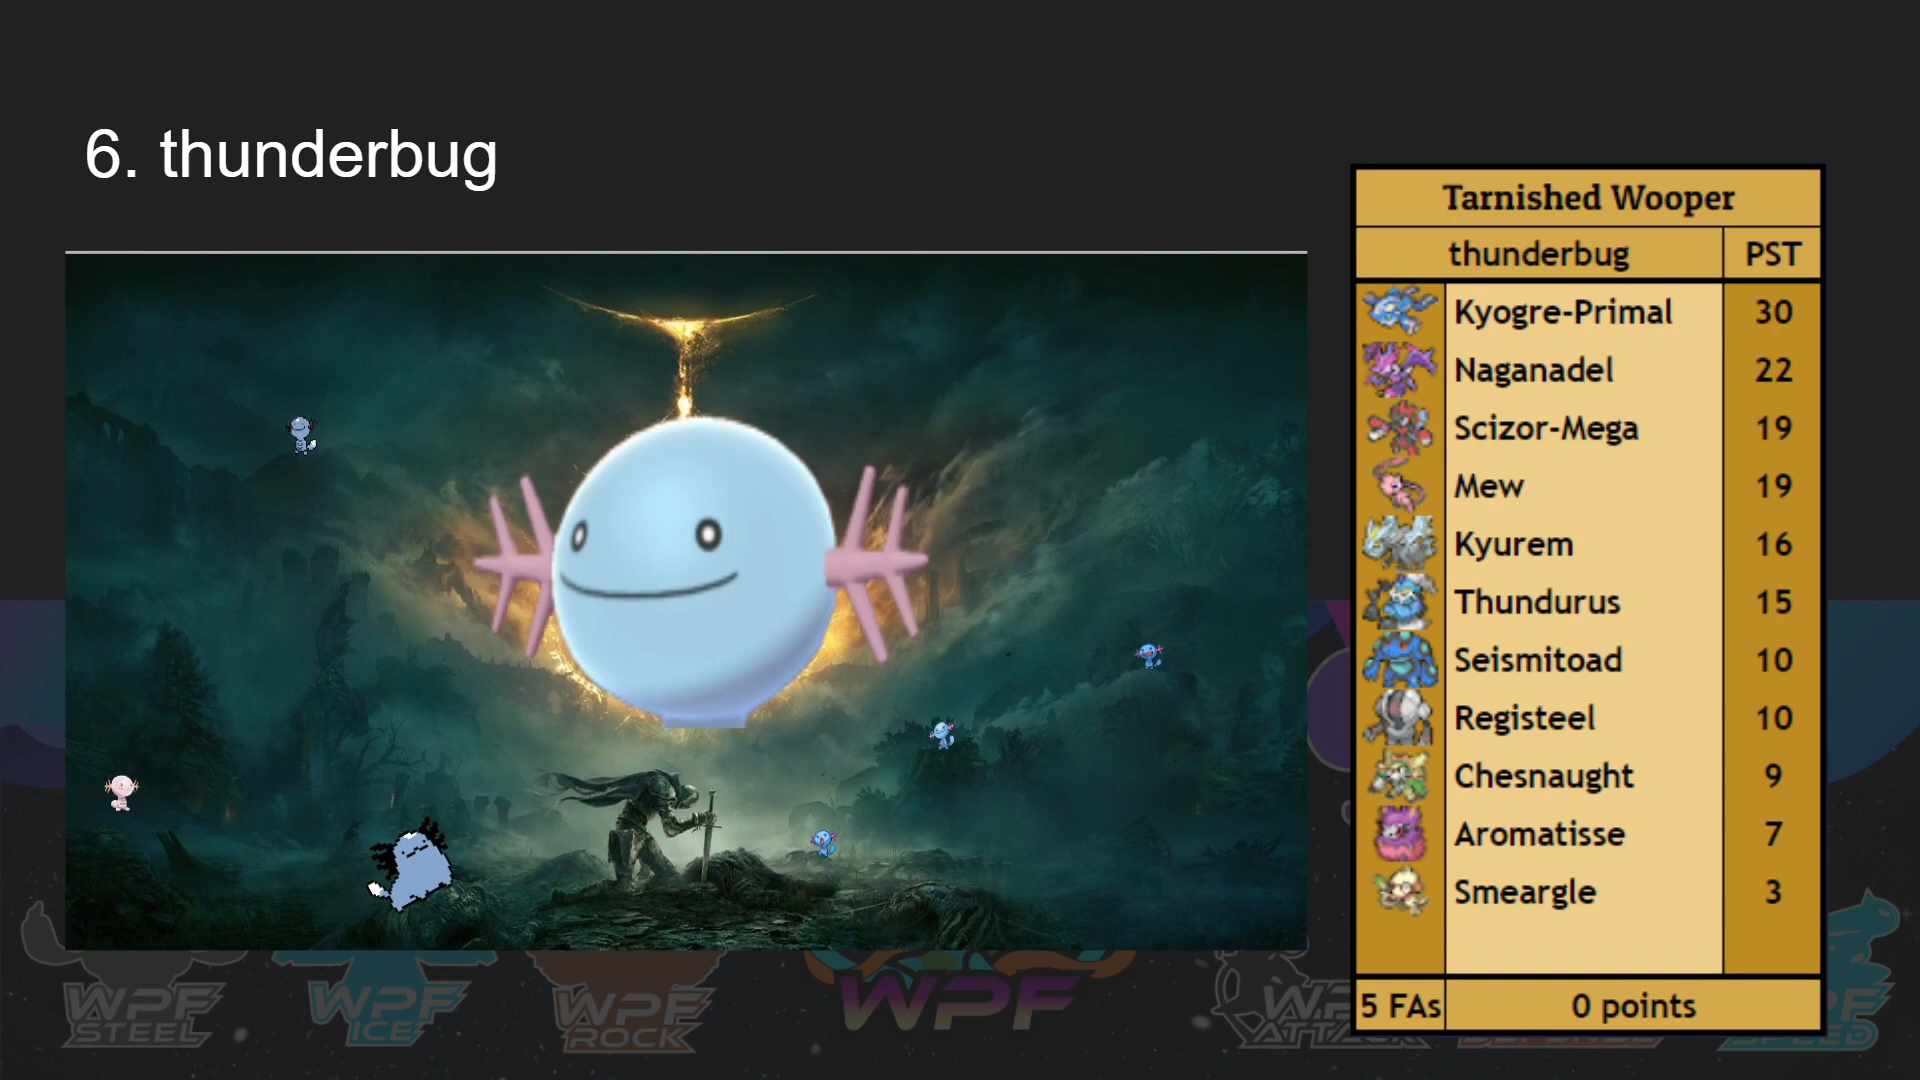 6. thunderbug
Tarnished Wooper
thunderbug PST
Kyogre-Primal 30
Naganadel 22
Scizor-Mega 19
Mew 19
Kyurem 16
Thundurus 15
Seismitoad 10
Registeel 10
Chesnaught 9
Aromatisse 7
Smeargle 3
5 FAs 0 points
WPF
STEEL
WPF
ICE
WPF
ROCK
WPF